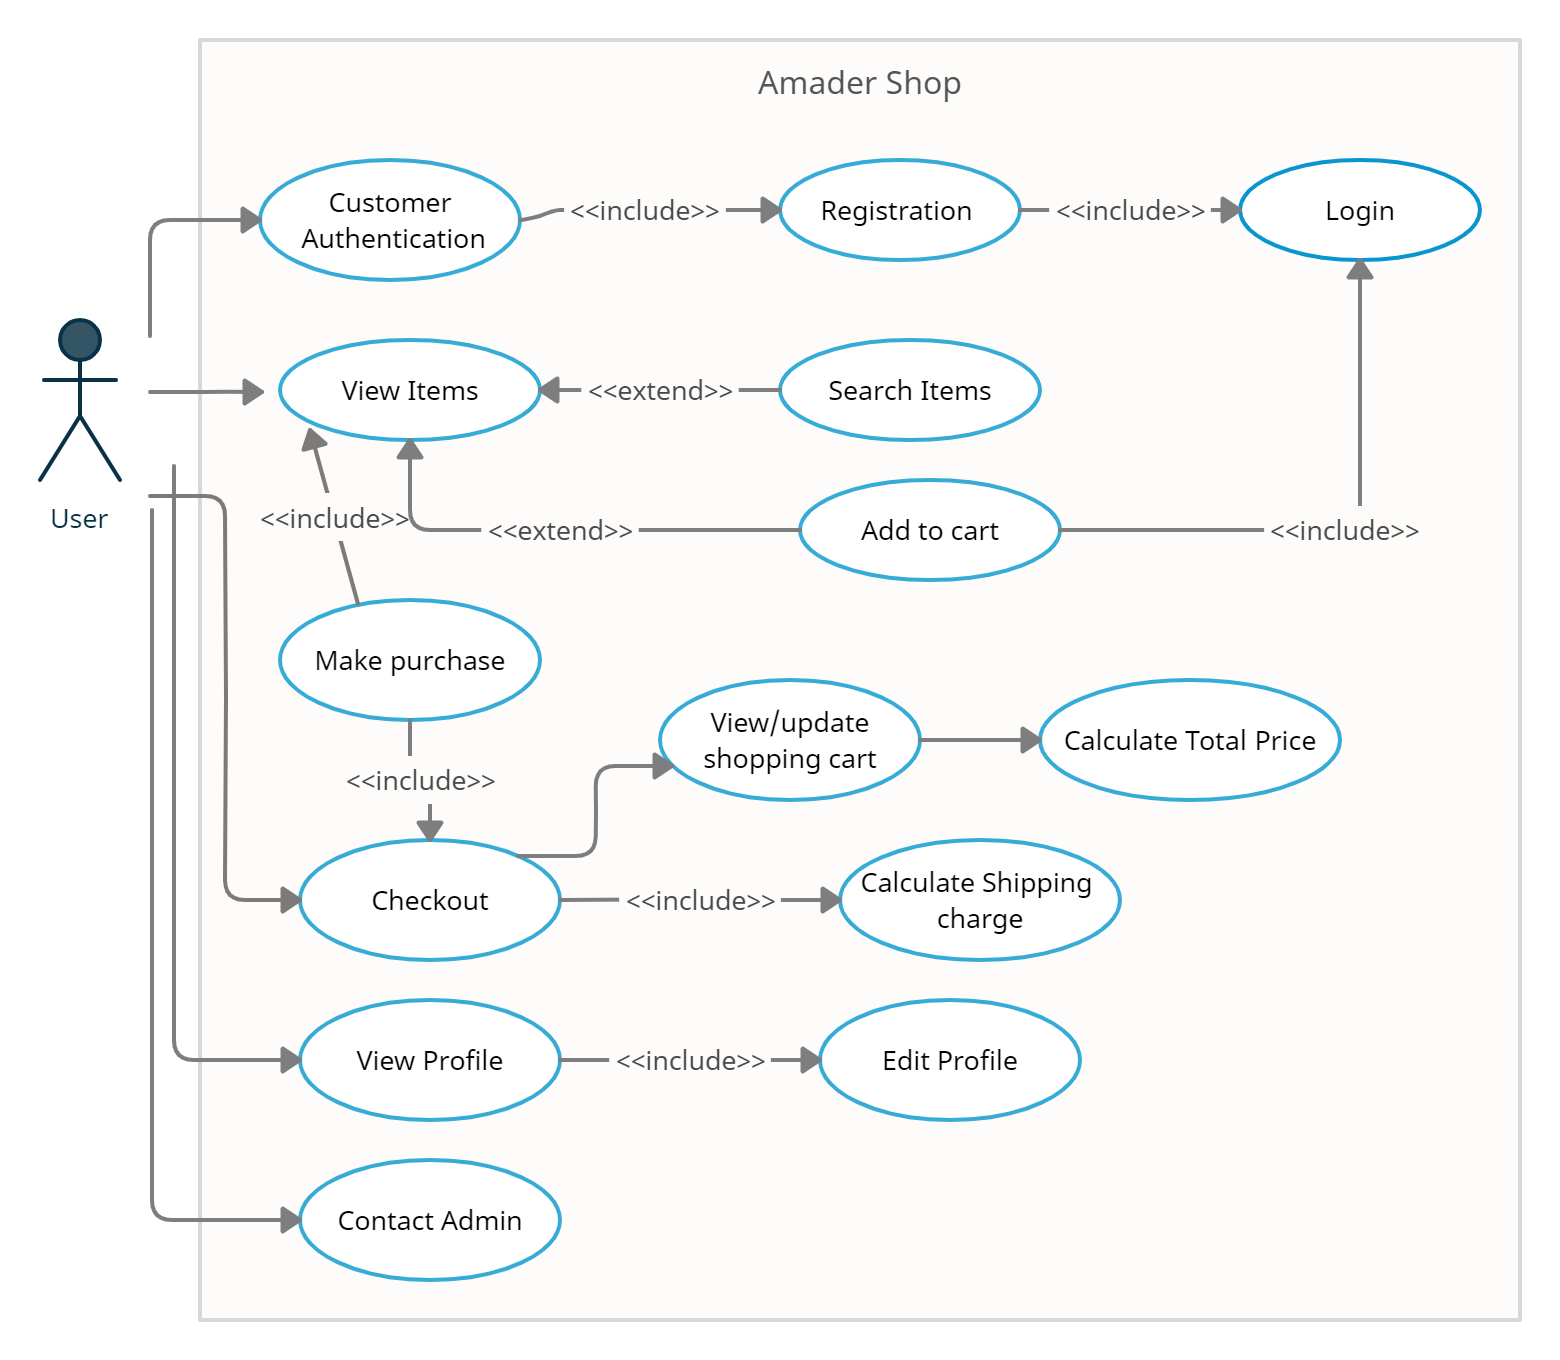 Amader Shop
Customer
Authentication
<<include>>
Registration
<<include>>
Login
View Items
<<extend>>
Search Items
User
<<include>>
<<extend>>
Add to cart
<<include>>
Make purchase
View/update
shopping cart
Calculate Total Price
<<include>>
Checkout
<<include>>
Calculate Shipping
charge
View Profile
<<include>>
Edit Profile
Contact Admin